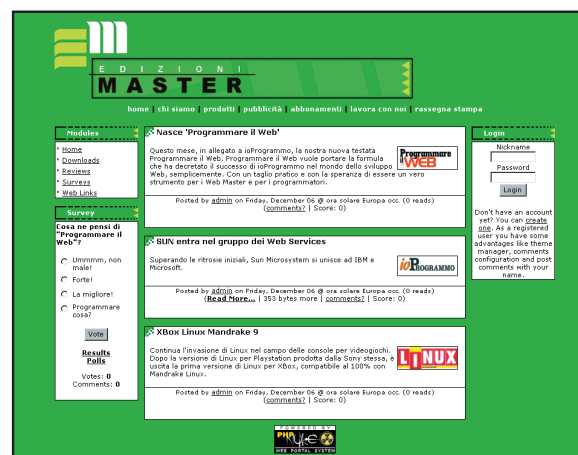 EDIZIONI
MASTER
home | chi siamo | prodotti | pubblicità | abbonamenti | lavora con noi | rassegna stampa
Modules
· Home
· Downloads
· Reviews
· Surveys
· Web Links
Survey
Cosa ne pensi di
"Programmare il
Web"?
Ummmm, non
male!
Forte!
La migliore!
Programmare
cosa?
Vote
Results
Polls
Votes: 0
Comments: 0
Nasce 'Programmare il Web'
Questo mese, in allegato a ioProgrammo, la nostra nuova testata
Programmare il Web. Programmare il Web vuole portare la formula
che ha decretato il successo di ioProgrammo nel mondo dello sviluppo
Web, semplicemente. Con un taglio pratico e con la speranza di essere un vero
strumento per i Web Master e per i programmatori.
Programmare
il WEB
Posted by admin on Friday, December 06 @ ora solare Europa occ. (0 reads)
(comments? | Score: 0)
SUN entra nel gruppo dei Web Services
Superando le ritrosie iniziali, Sun Microsystem si unisce ad IBM e
Microsoft.
ioProgrammo
Posted by admin on Friday, December 06 @ ora solare Europa occ. (0 reads)
(Read More... | 353 bytes more | comments? | Score: 0)
XBox Linux Mandrake 9
Continua l'invasione di Linux nel campo delle console per videogiochi.
Dopo la versione di Linux per Playstation prodotta dalla Sony stessa, è
uscita la prima versione di Linux per XBox, compatibile al 100% con
Mandrake Linux.
LINUX
Posted by admin on Friday, December 06 @ ora solare Europa occ. (0 reads)
(comments? | Score: 0)
Login
Nickname
Password
Login
Don't have an account
yet? You can create
one. As a registered
user you have some
advantages like theme
manager, comments
configuration and post
comments with your
name.
POWERED BY
PHP Nuke
WEB PORTAL SYSTEM